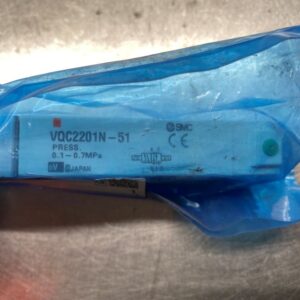 VQC2201N-51
SMC
PRESS.
CE
0.1~0.7MPa
JAPAN